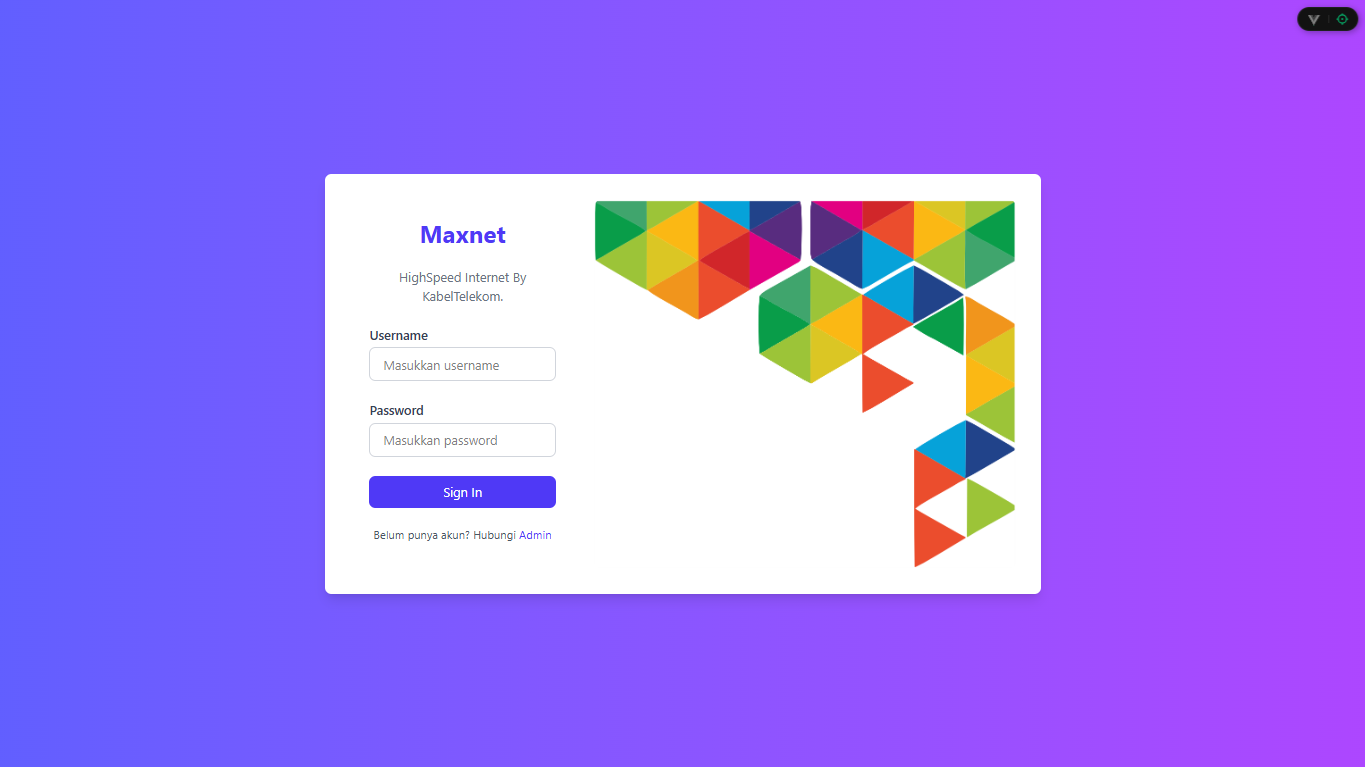 Maxnet
HighSpeed Internet By
KabelTelekom.
Username
Masukkan username
Password
Masukkan password
Sign In
Belum punya akun? Hubungi Admin